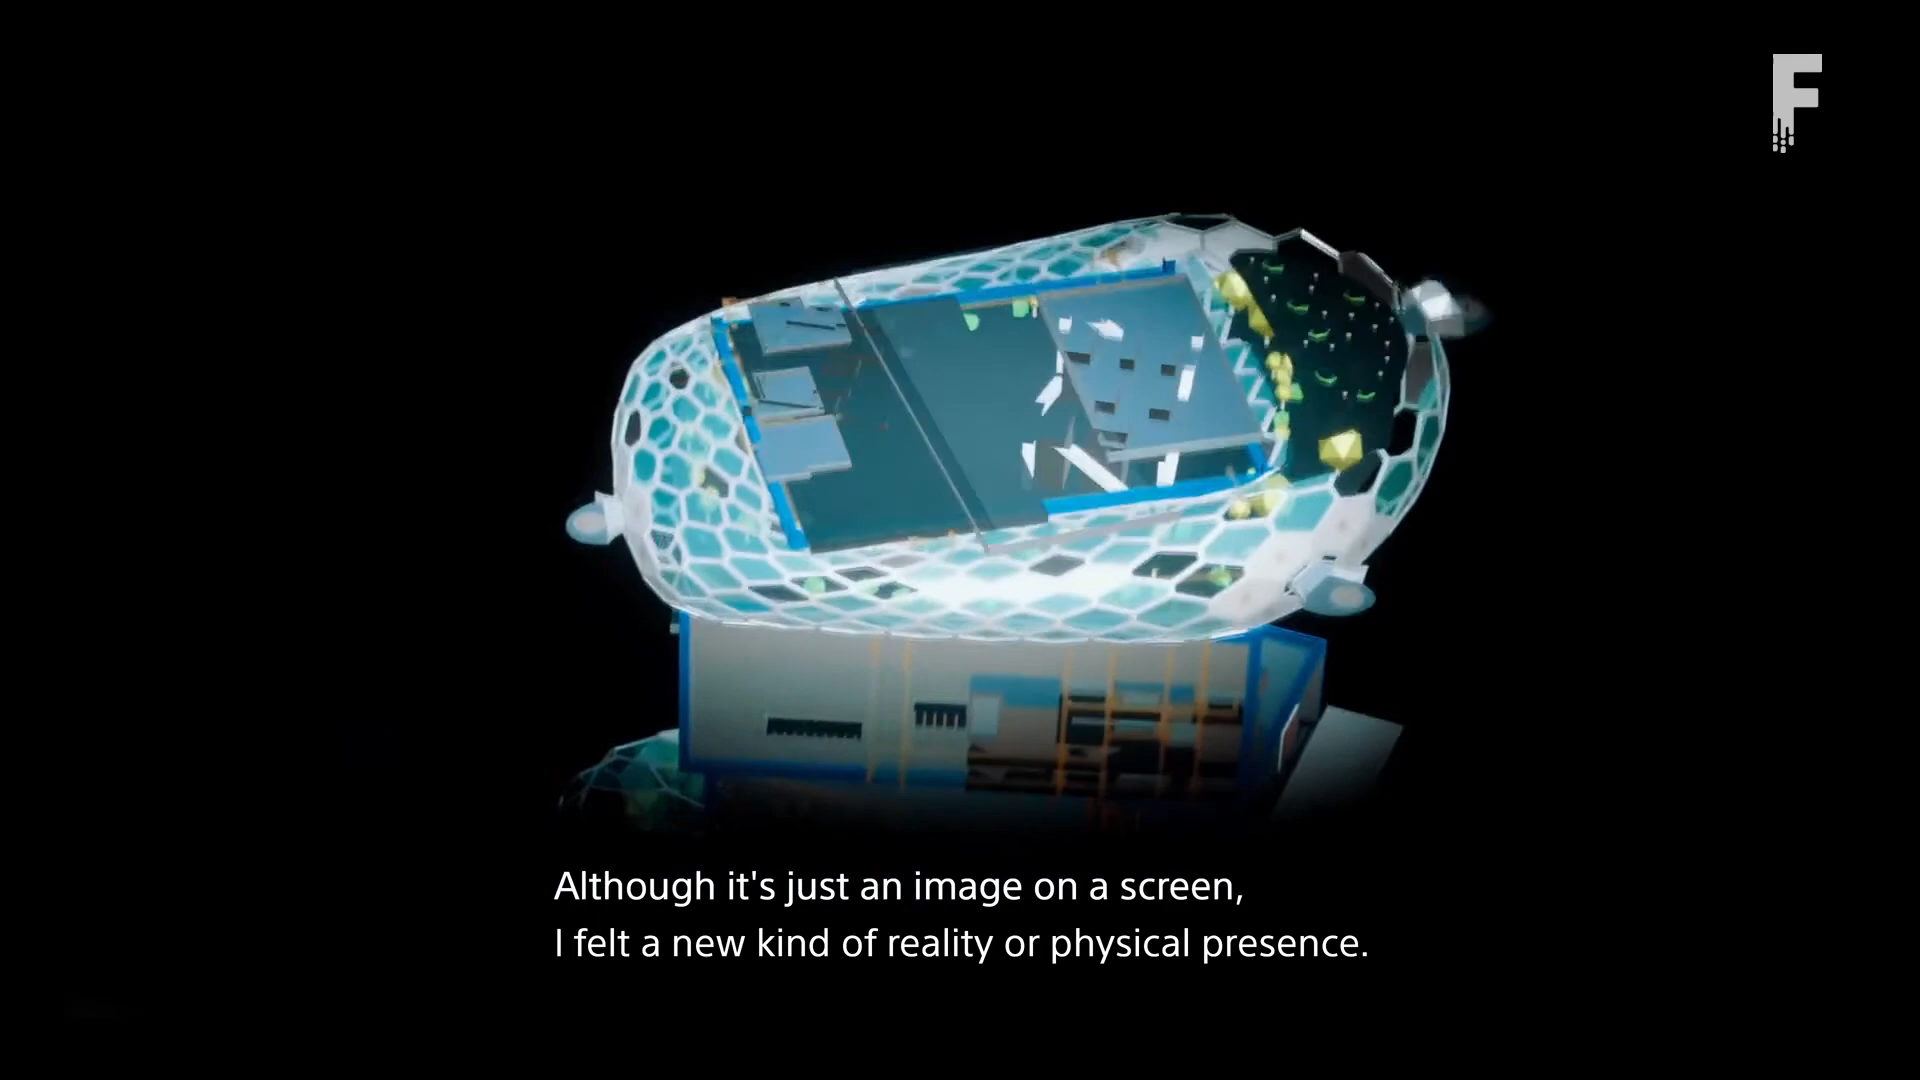 F
Although it's just an image on a screen,
I felt a new kind of reality or physical presence.